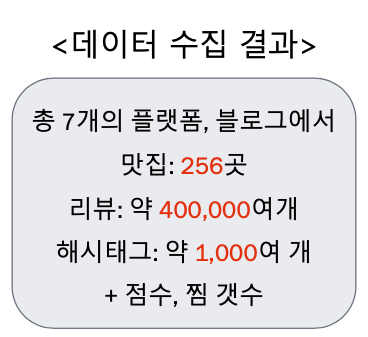 <데이터 수집 결과>
총 7개의 플랫폼, 블로그에서
맛집: 256곳
리뷰: 약 400,000여개
해시태그: 약 1,000여 개
+ 점수, 찜 갯수